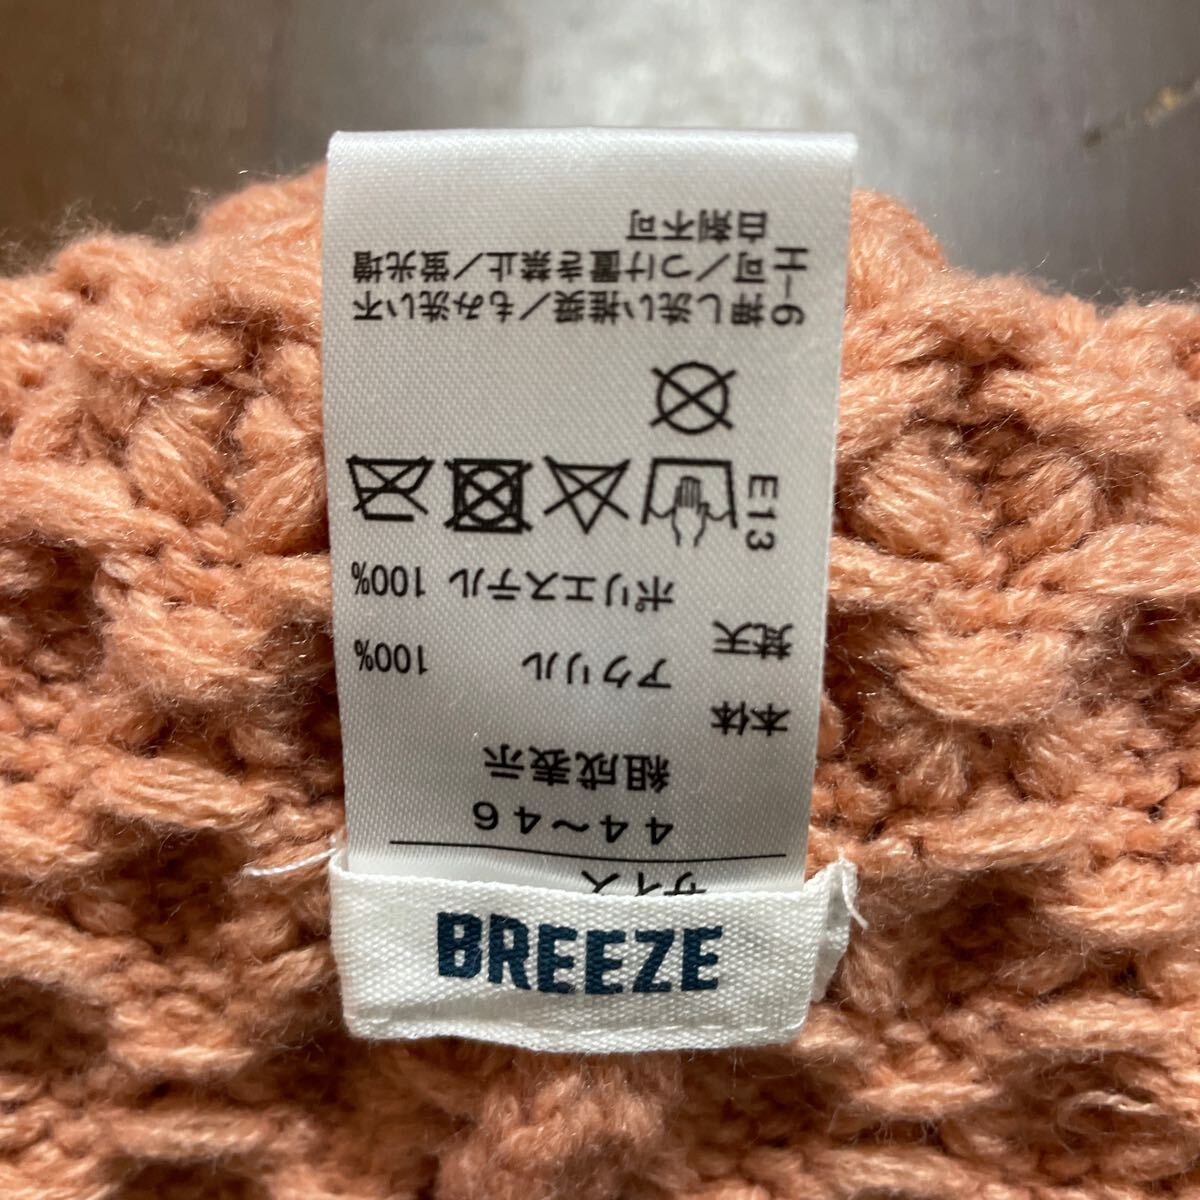 サイズ
44～46
組成表示
本体 アクリル 100%
梵天 ポリエステル 100%
E13
6押し洗い推奨/もみ洗い不
H-可/つけ置き禁止/蛍光増
白剤不可
BREEZE